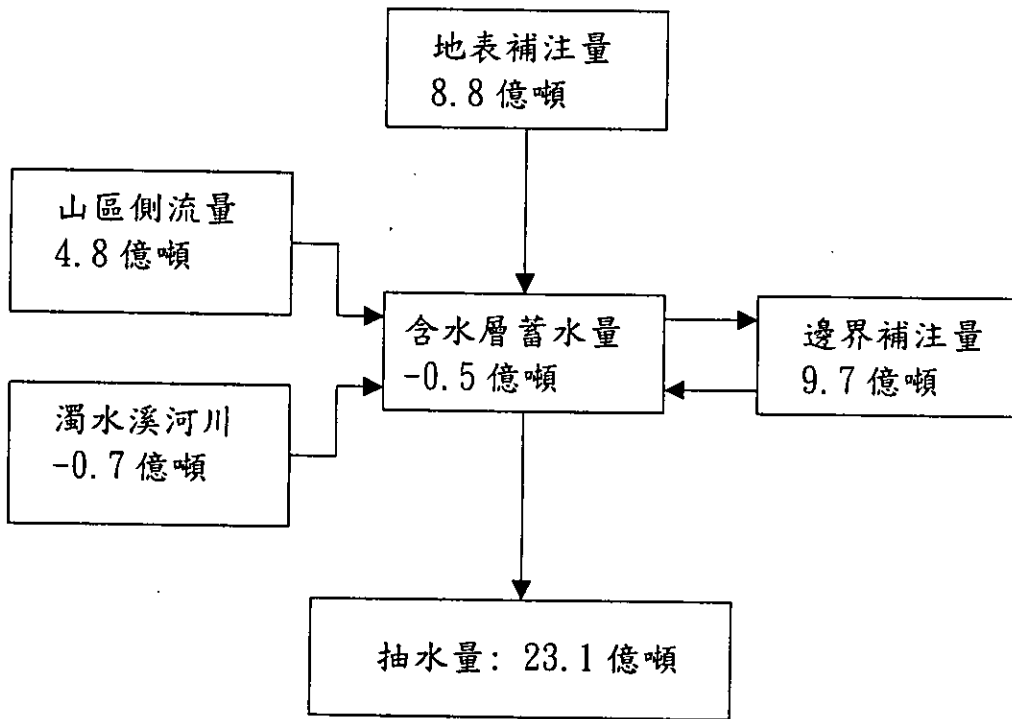 地表補注量
8.8 億噸
山區側流量
4.8 億噸
含水層蓄水量
-0.5 億噸
邊界補注量
9.7 億噸
濁水溪河川
-0.7 億噸
抽水量: 23.1 億噸